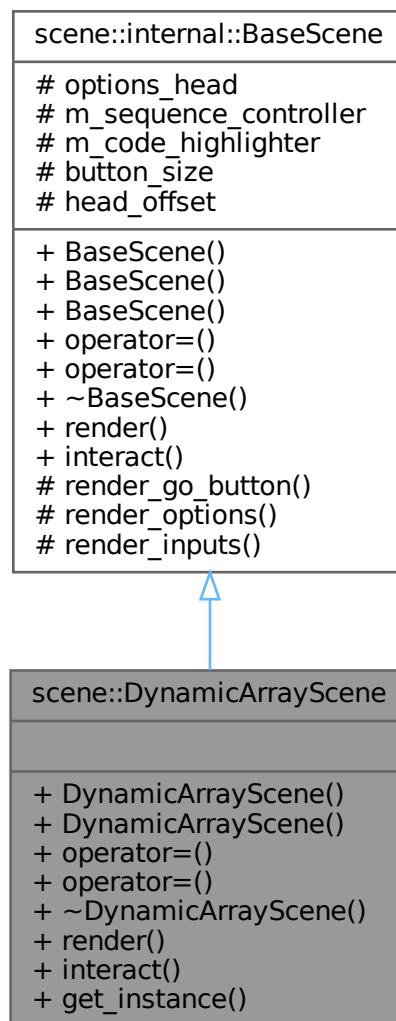 scene::internal::BaseScene
# options_head
# m_sequence_controller
# m_code_highlighter
# button_size
# head_offset
+ BaseScene()
+ BaseScene()
+ BaseScene()
+ operator=()
+ operator=()
+ ~BaseScene()
+ render()
+ interact()
# render_go_button()
# render_options()
# render_inputs()
scene::DynamicArrayScene
+ DynamicArrayScene()
+ DynamicArrayScene()
+ operator=()
+ operator=()
+ ~DynamicArrayScene()
+ render()
+ interact()
+ get_instance()